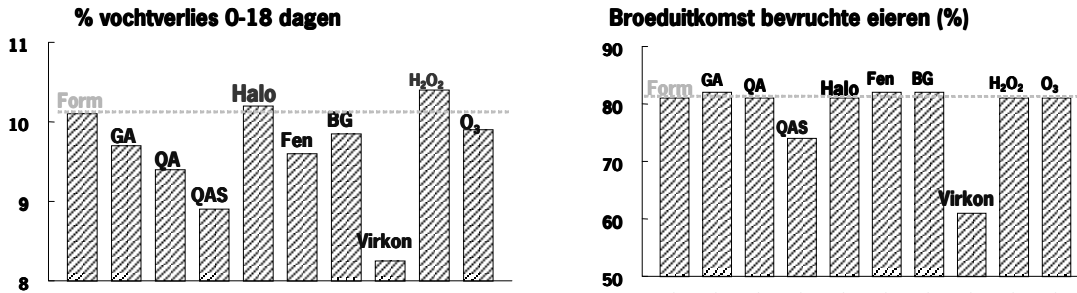 % vochtverlies 0-18 dagen
11
10
9
8
Form
GA
QA
QAS
Halo
Fen
BG
Virkon
H₂O₂
O₃
Broeduitkomst bevruchte eieren (%)
90
80
70
60
50
Form
GA
QA
QAS
Halo
Fen
BG
Virkon
H₂O₂
O₃